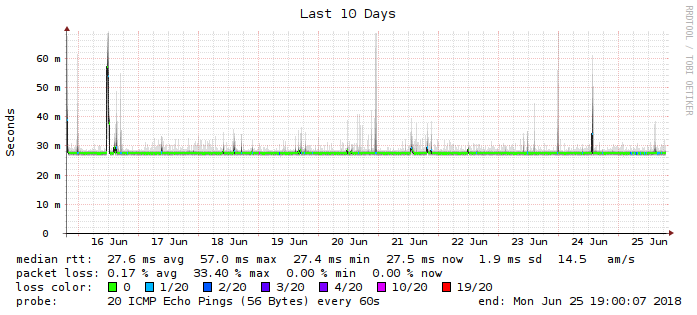 Last 10 Days
RRDTOOL / TOBI OETIKER
Seconds
60 m
50 m
40 m
30 m
20 m
10 m
0
16 Jun 17 Jun 18 Jun 19 Jun 20 Jun 21 Jun 22 Jun 23 Jun 24 Jun 25 Jun
median rtt: 27.6 ms avg 57.0 ms max 27.4 ms min 27.5 ms now 1.9 ms sd 14.5 am/s
packet loss: 0.17 % avg 33.40 % max 0.00 % min 0.00 % now
loss color: 0 1/20 2/20 3/20 4/20 10/20 19/20
probe: 20 ICMP Echo Pings (56 Bytes) every 60s end: Mon Jun 25 19:00:07 2018